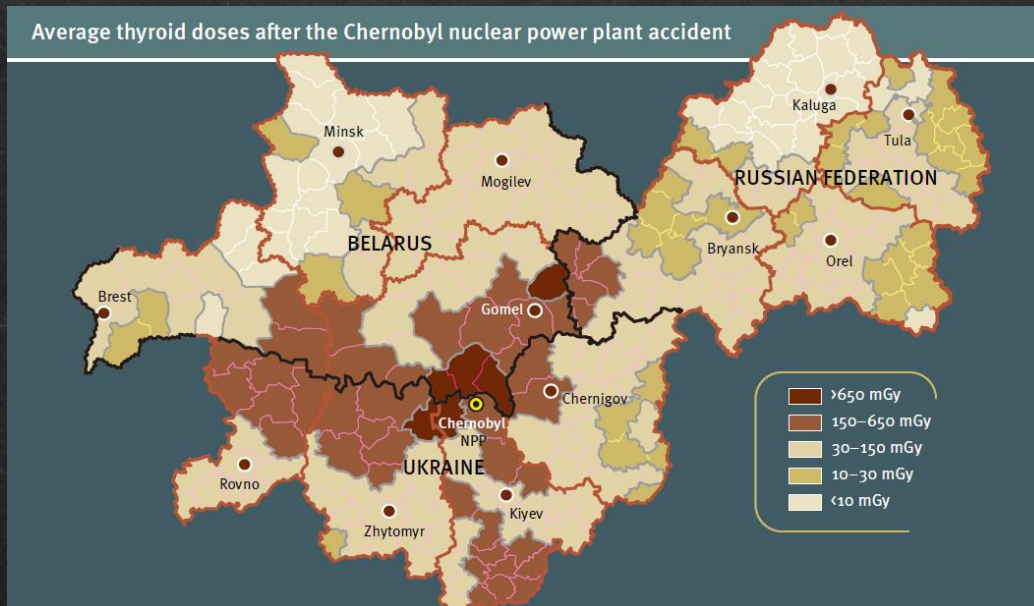 Average thyroid doses after the Chernobyl nuclear power plant accident
Kaluga
Tula
Minsk
Mogilev
RUSSIAN FEDERATION
BELARUS
Bryansk
Orel
Brest
Gomel
Chernigov
Chernobyl
NPP
UKRAINE
Rovno
Zhytomyr
Kiyev
>650 mGy
150–650 mGy
30–150 mGy
10–30 mGy
<10 mGy